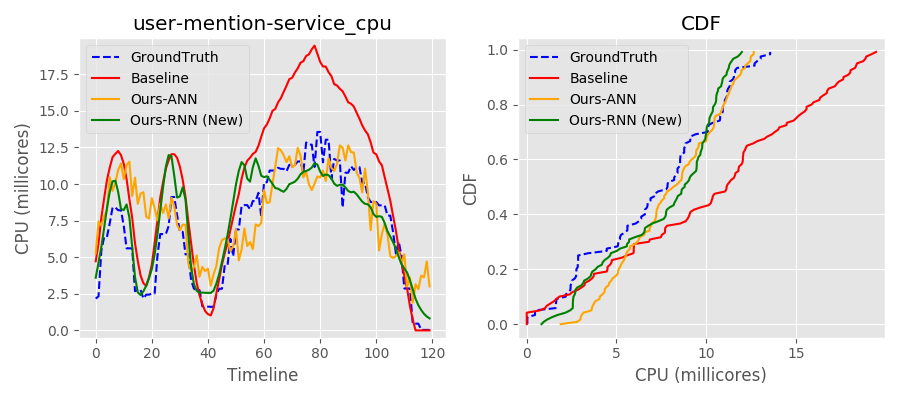 user-mention-service_cpu
CPU (millicores)
17.5
15.0
12.5
10.0
7.5
5.0
2.5
0.0
GroundTruth
Baseline
Ours-ANN
Ours-RNN (New)
0 20 40 60 80 100 120
Timeline
CDF
CDF
1.0
0.8
0.6
0.4
0.2
0.0
GroundTruth
Baseline
Ours-ANN
Ours-RNN (New)
0 5 10 15
CPU (millicores)